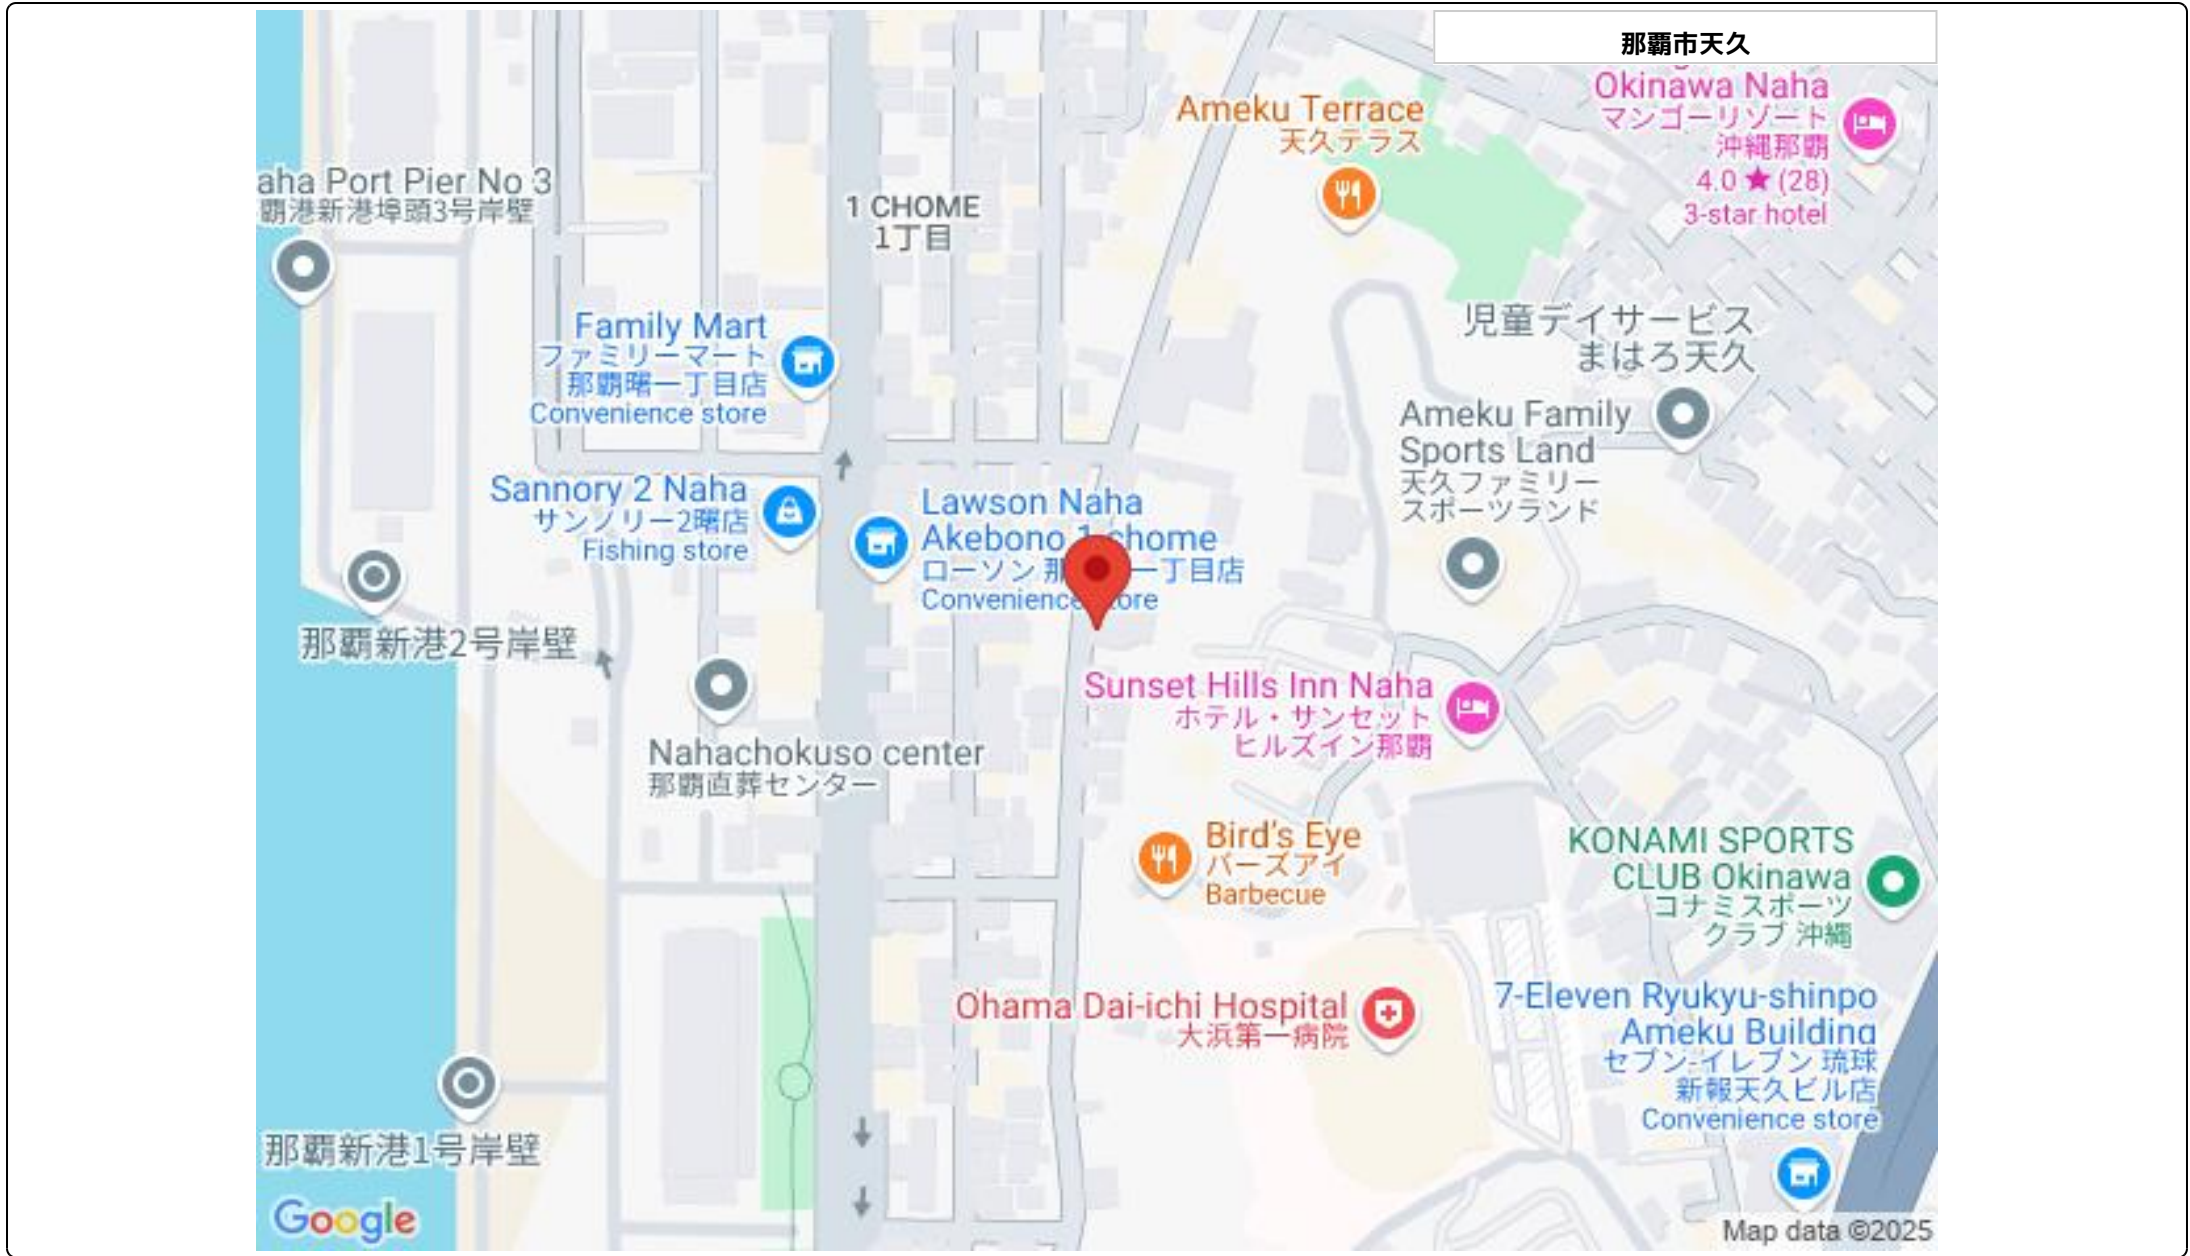 那覇市天久
Okinawa Naha
マンゴーリゾート
沖縄那覇
4.0 ★ (28)
3-star hotel
Ameku Terrace
天久テラス
aha Port Pier No 3
覇港新港埠頭3号岸壁
1 CHOME
1丁目
Family Mart
ファミリーマート
那覇曙一丁目店
Convenience store
児童デイサービス
まはろ天久
Ameku Family
Sports Land
天久ファミリー
スポーツランド
Sannory 2 Naha
サンノリー2曙店
Fishing store
Lawson Naha
Akebono 1-chome
ローソン 那 一丁目店
Convenience store
那覇新港2号岸壁
Sunset Hills Inn Naha
ホテル・サンセット
ヒルズイン那覇
Nahachokuso center
那覇直葬センター
Bird's Eye
バーズアイ
Barbecue
KONAMI SPORTS
CLUB Okinawa
コナミスポーツ
クラブ 沖縄
Ohama Dai-ichi Hospital
大浜第一病院
7-Eleven Ryukyu-shinpo
Ameku Building
セブン-イレブン 琉球
新報天久ビル店
Convenience store
那覇新港1号岸壁
Google
Map data ©2025